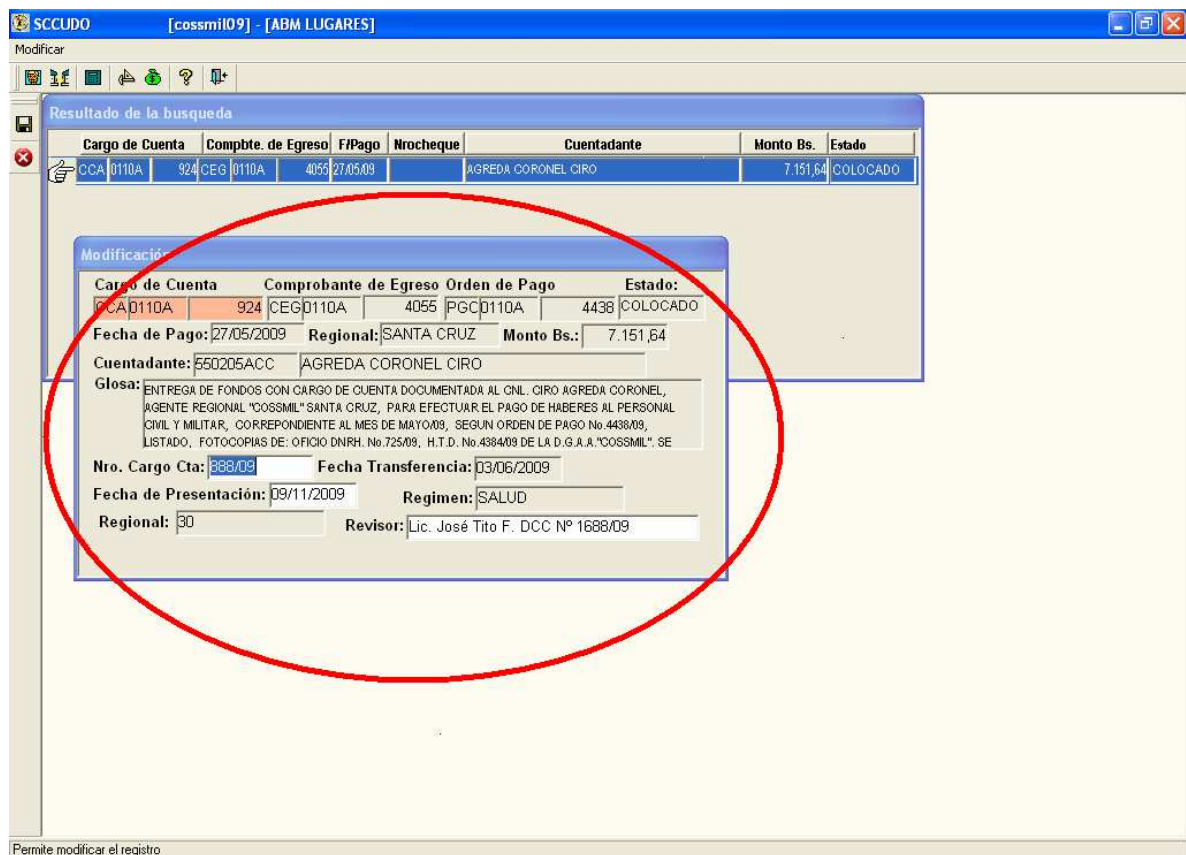 SCCUDO [cossmil09] - [ABM LUGARES]
Modificar
Resultado de la busqueda
Cargo de Cuenta Compbte. de Egreso F/Pago Nrocheque Cuentadante Monto Bs. Estado
CCA 0110A 924 CEG 0110A 4055 27/05/09 AGREDA CORONEL CIRO 7.151,64 COLOCADO
Modificación
Cargo de Cuenta Comprobante de Egreso Orden de Pago Estado:
CCA 0110A 924 CEG 0110A 4055 PGC 0110A 4438 COLOCADO
Fecha de Pago: 27/05/2009 Regional: SANTA CRUZ Monto Bs.: 7.151,64
Cuentadante: 550205ACC AGREDA CORONEL CIRO
Glosa: ENTREGA DE FONDOS CON CARGO DE CUENTA DOCUMENTADA AL CNL. CIRO AGREDA CORONEL,
AGENTE REGIONAL "COSSMIL" SANTA CRUZ, PARA EFECTUAR EL PAGO DE HABERES AL PERSONAL
CIVIL Y MILITAR, CORREPONDIENTE AL MES DE MAYO/09, SEGUN ORDEN DE PAGO No.4438/09,
LISTADO, FOTOCOPIAS DE: OFICIO DNRH. No.725/09, H.T.D. No.4384/09 DE LA D.G.A.A."COSSMIL". SE
Nro. Cargo Cta: 888/09 Fecha Transferencia: 03/06/2009
Fecha de Presentación: 09/11/2009 Regimen: SALUD
Regional: 30 Revisor: Lic. José Tito F. DCC Nº 1688/09
Permite modificar el registro